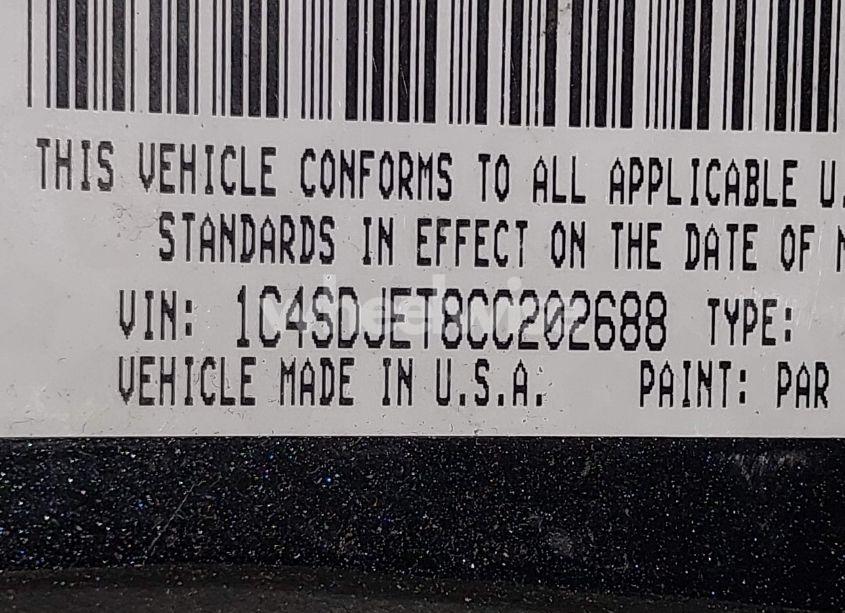 THIS VEHICLE CONFORMS TO ALL APPLICABLE U.
STANDARDS IN EFFECT ON THE DATE OF M
VIN: 1C4SDJET8CC202688 TYPE:
VEHICLE MADE IN U.S.A. PAINT: PAR
wheelwise